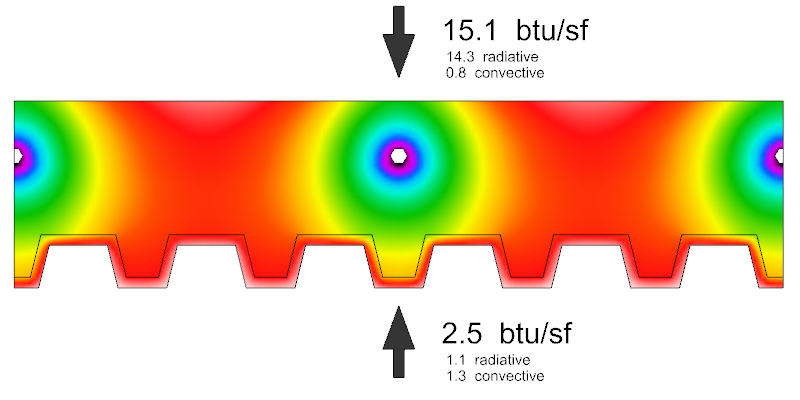 15.1 btu/sf
14.3 radiative
0.8 convective
2.5 btu/sf
1.1 radiative
1.3 convective